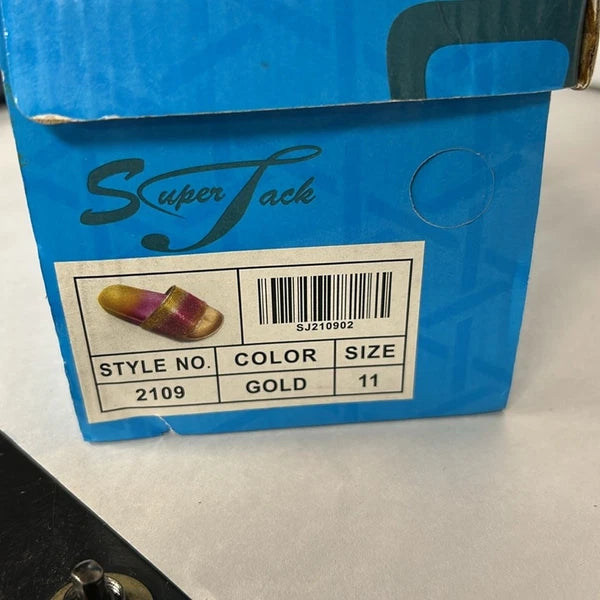 Super Jack
SJ210902
STYLE NO. COLOR SIZE
2109 GOLD 11